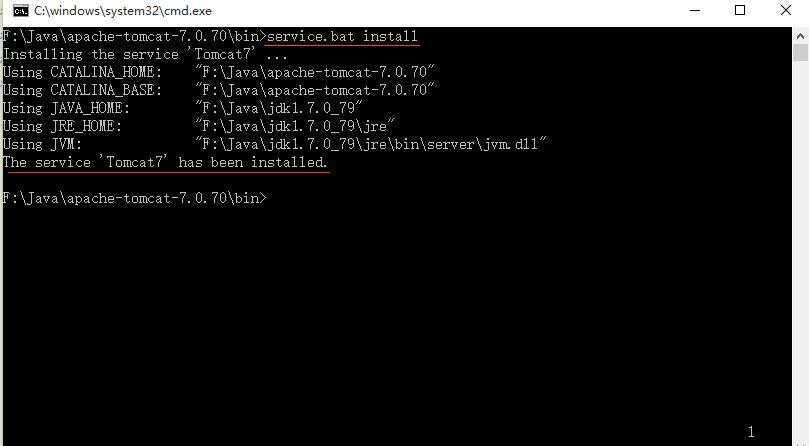 C:\windows\system32\cmd.exe
F:\Java\apache-tomcat-7.0.70\bin>service.bat install
Installing the service 'Tomcat7' ...
Using CATALINA_HOME:    "F:\Java\apache-tomcat-7.0.70"
Using CATALINA_BASE:    "F:\Java\apache-tomcat-7.0.70"
Using JAVA_HOME:        "F:\Java\jdk1.7.0_79"
Using JRE_HOME:         "F:\Java\jdk1.7.0_79\jre"
Using JVM:              "F:\Java\jdk1.7.0_79\jre\bin\server\jvm.dll"
The service 'Tomcat7' has been installed.
F:\Java\apache-tomcat-7.0.70\bin>
1